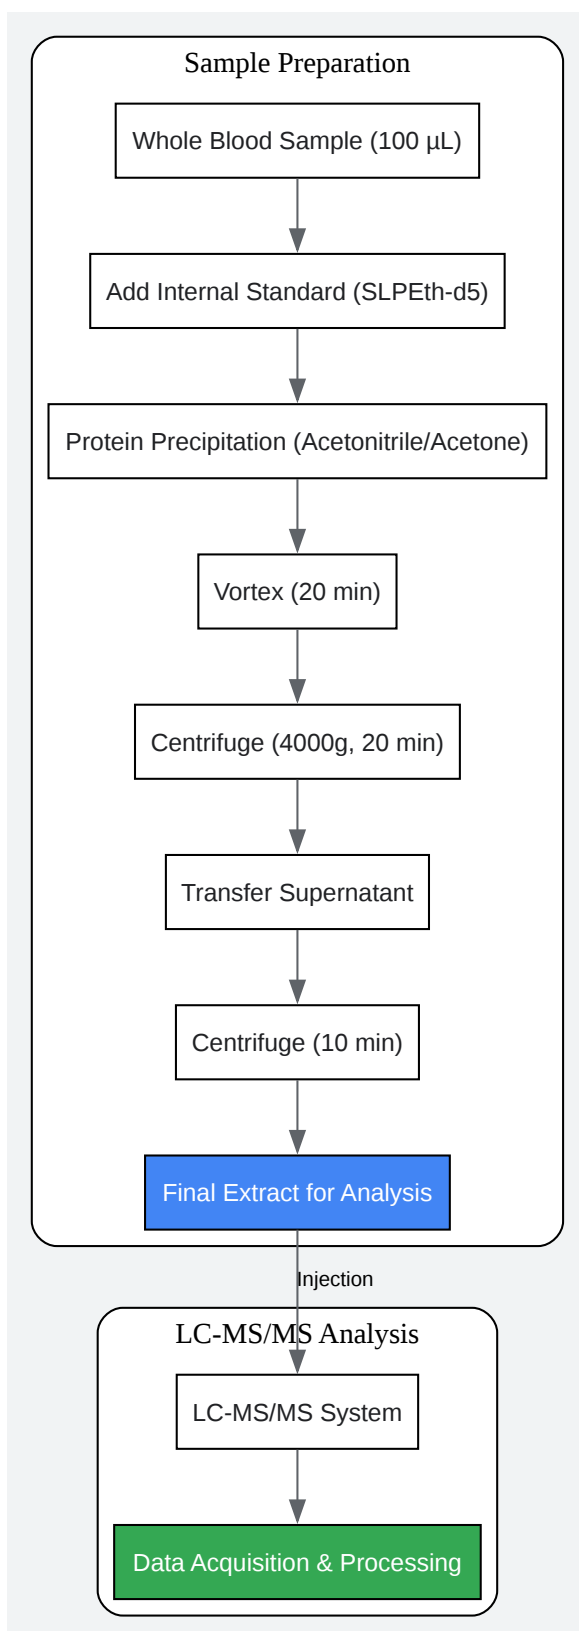 Sample Preparation
Whole Blood Sample (100 µL)
Add Internal Standard (SLPEth-d5)
Protein Precipitation (Acetonitrile/Acetone)
Vortex (20 min)
Centrifuge (4000g, 20 min)
Transfer Supernatant
Centrifuge (10 min)
Final Extract for Analysis
Injection
LC-MS/MS Analysis
LC-MS/MS System
Data Acquisition & Processing